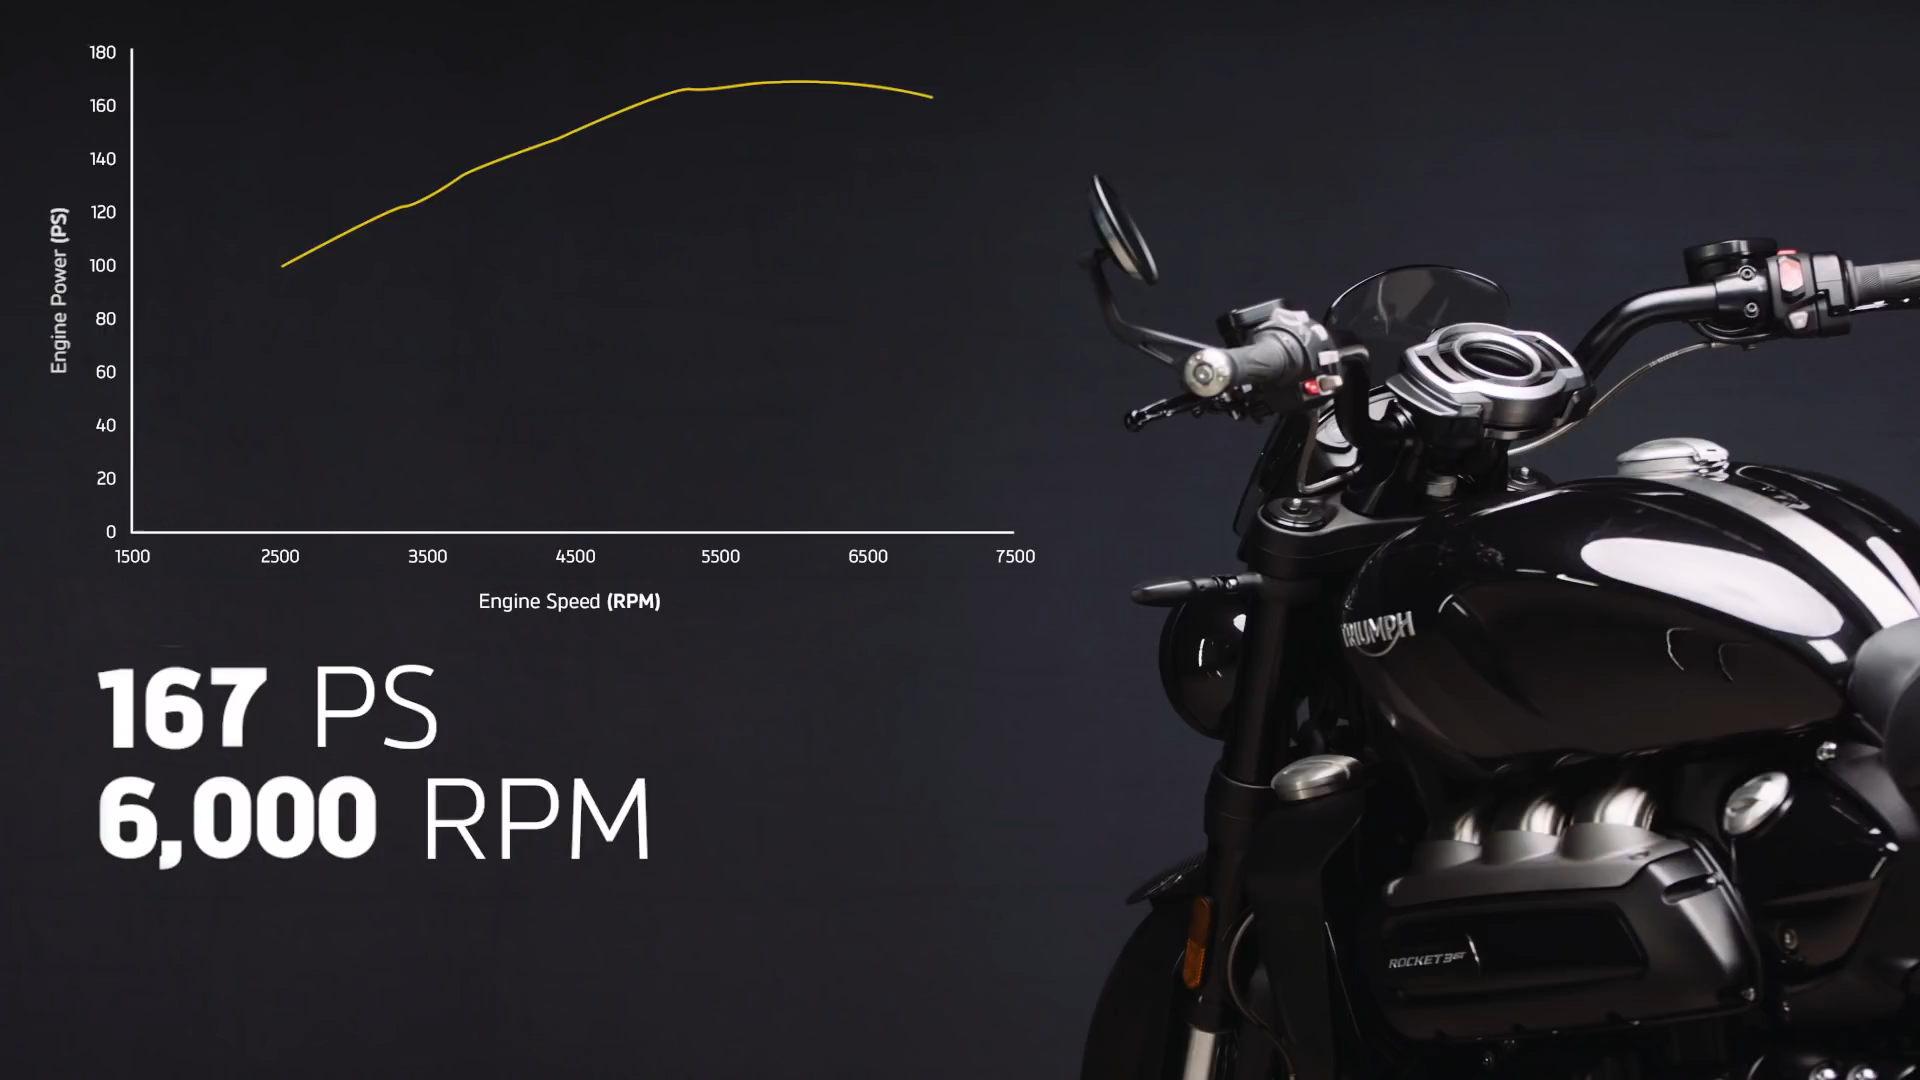 180
160
140
120
100
80
60
40
20
0
Engine Power (PS)
1500 2500 3500 4500 5500 6500 7500
Engine Speed (RPM)
167 PS
6,000 RPM
TRIUMPH
ROCKET 3 GT